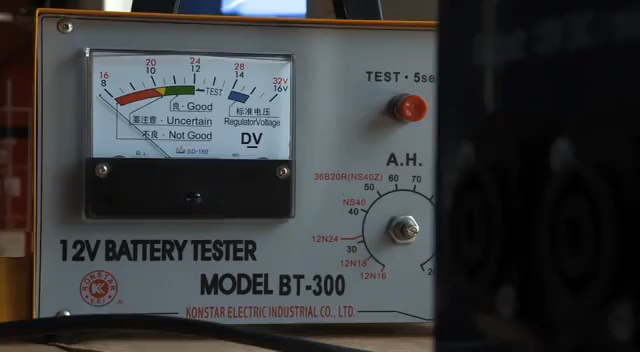 16 20 24 28 32V
8 10 12 14 16V
TEST
良 · Good
要注意 · Uncertain
不良 · Not Good
标准电压
RegulatorVoltage
DV
TEST · 5se
A.H.
36B20R(NS40Z)
50 60 70
NS40
40
12N24
30
12N18
12N16
12V BATTERY TESTER
MODEL BT-300
KONSTAR
KONSTAR ELECTRIC INDUSTRIAL CO., LTD.